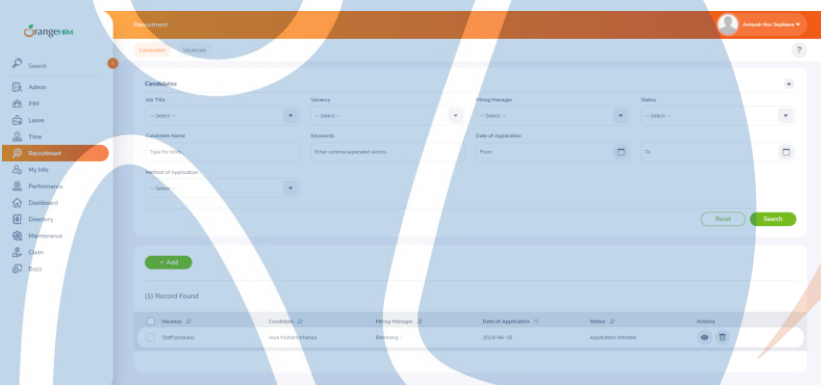 OrangeHRM
Recruitment
Aniayah Nur Septiana
Candidates Vacancies
?
Search
Admin
PIM
Leave
Time
Recruitment
My Info
Performance
Dashboard
Directory
Maintenance
Claim
Buzz
Candidates
Job Title Vacancy Hiring Manager Status
-- Select -- -- Select -- -- Select -- -- Select --
Candidate Name Keywords Date of Application
Type for hints... Enter comma seperated words... From To
Method of Application
-- Select --
Reset Search
+ Add
(1) Record Found
Vacancy Candidate Hiring Manager Date of Application Status Actions
Staff produksi Khanza 2024-06-19 Application Initiated